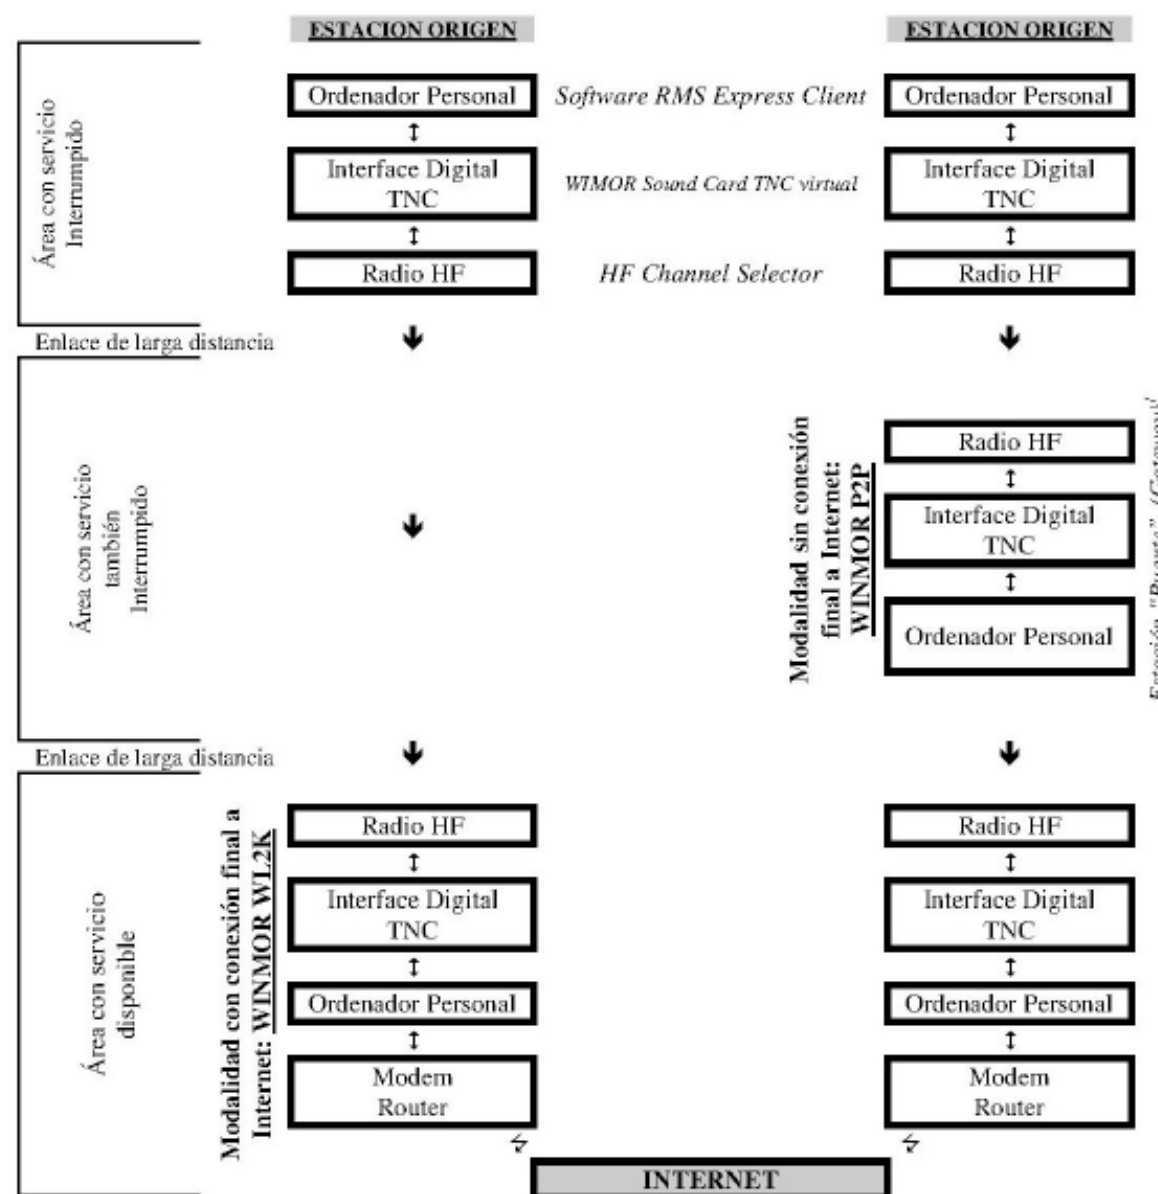 ESTACION ORIGEN
ESTACION ORIGEN
Área con servicio
Interrumpido
Ordenador Personal
Software RMS Express Client
Ordenador Personal
Interface Digital
TNC
WIMOR Sound Card TNC virtual
Interface Digital
TNC
Radio HF
HF Channel Selector
Radio HF
Enlace de larga distancia
Área con servicio
también
Interrumpido
Modalidad sin conexión
final a Internet:
WINMOR P2P
Radio HF
Interface Digital
TNC
Ordenador Personal
Estación "Puente" (Gateway)
Enlace de larga distancia
Área con servicio
disponible
Modalidad con conexión final a
Internet: WINMOR WL2K
Radio HF
Interface Digital
TNC
Ordenador Personal
Modem
Router
Radio HF
Interface Digital
TNC
Ordenador Personal
Modem
Router
INTERNET